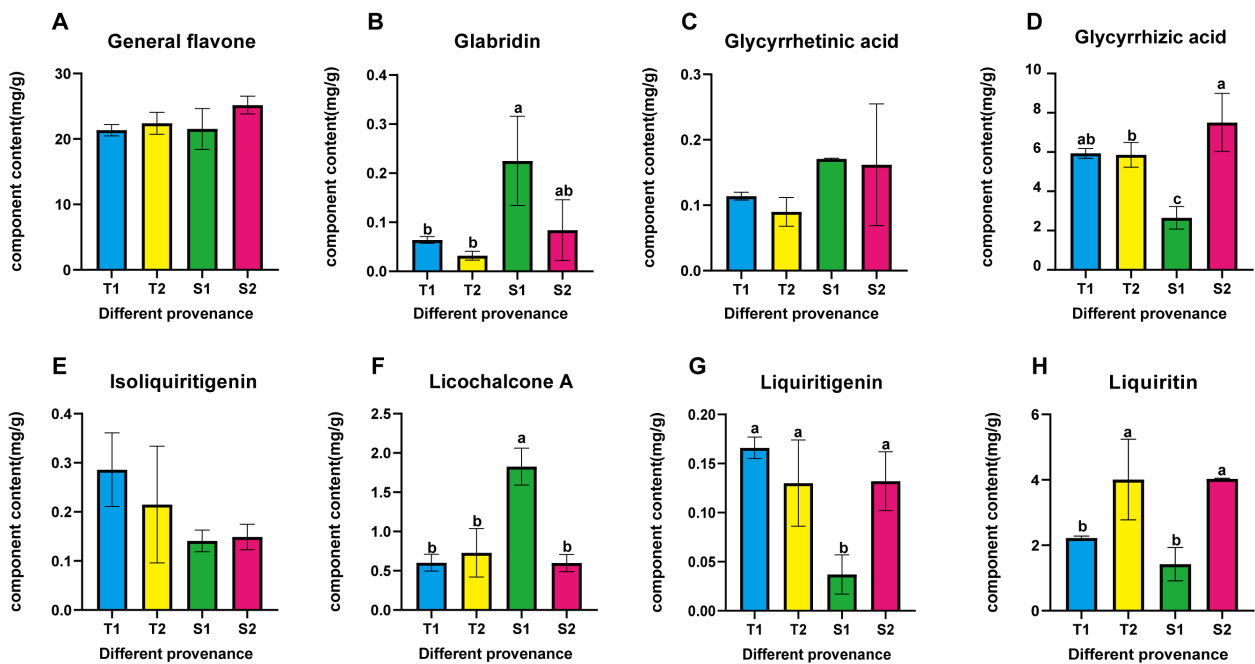 A
General flavone
component content(mg/g)
30
20
10
0
T1 T2 S1 S2
Different provenance
B
Glabridin
component content(mg/g)
0.4
0.3
0.2
0.1
0.0
b b a ab
T1 T2 S1 S2
Different provenance
C
Glycyrrhetinic acid
component content(mg/g)
0.3
0.2
0.1
0.0
T1 T2 S1 S2
Different provenance
D
Glycyrrhizic acid
component content(mg/g)
10
8
6
4
2
0
ab b c a
T1 T2 S1 S2
Different provenance
E
Isoliquiritigenin
component content(mg/g)
0.4
0.3
0.2
0.1
0.0
T1 T2 S1 S2
Different provenance
F
Licochalcone A
component content(mg/g)
2.5
2.0
1.5
1.0
0.5
0.0
b b a b
T1 T2 S1 S2
Different provenance
G
Liquiritigenin
component content(mg/g)
0.20
0.15
0.10
0.05
0.00
a a b a
T1 T2 S1 S2
Different provenance
H
Liquiritin
component content(mg/g)
6
4
2
0
b a b a
T1 T2 S1 S2
Different provenance